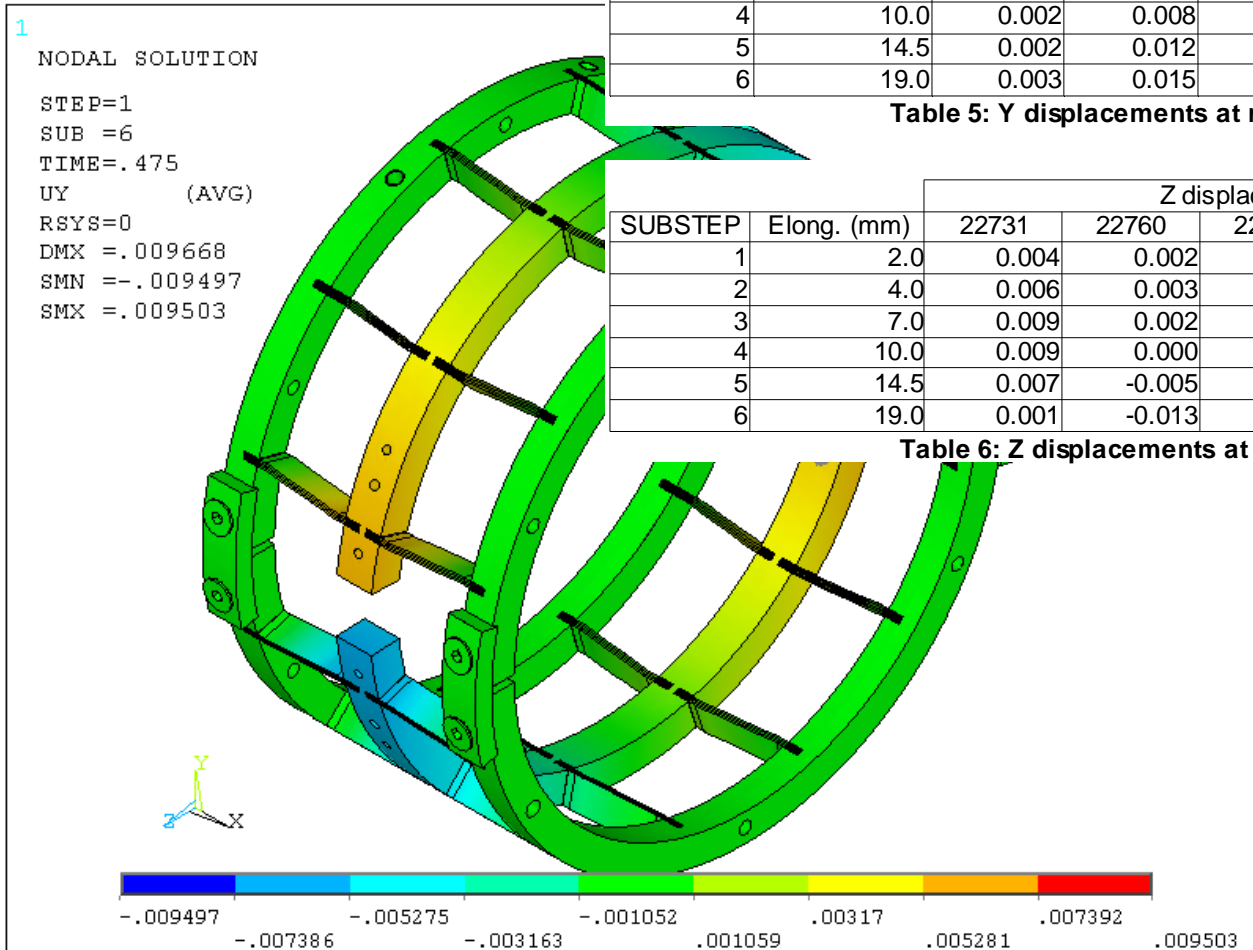 1
NODAL SOLUTION
STEP=1
SUB =6
TIME=.475
UY (AVG)
RSYS=0
DMX =.009668
SMN =-.009497
SMX =.009503
4 10.0 0.002 0.008
5 14.5 0.002 0.012
6 19.0 0.003 0.015
Table 5: Y displacements at
Z displac
SUBSTEP Elong. (mm) 22731 22760 22
1 2.0 0.004 0.002
2 4.0 0.006 0.003
3 7.0 0.009 0.002
4 10.0 0.009 0.000
5 14.5 0.007 -0.005
6 19.0 0.001 -0.013
Table 6: Z displacements at
Y
Z X
-.009497 -.005275 -.001052 .00317 .007392
-.007386 -.003163 .001059 .005281 .009503